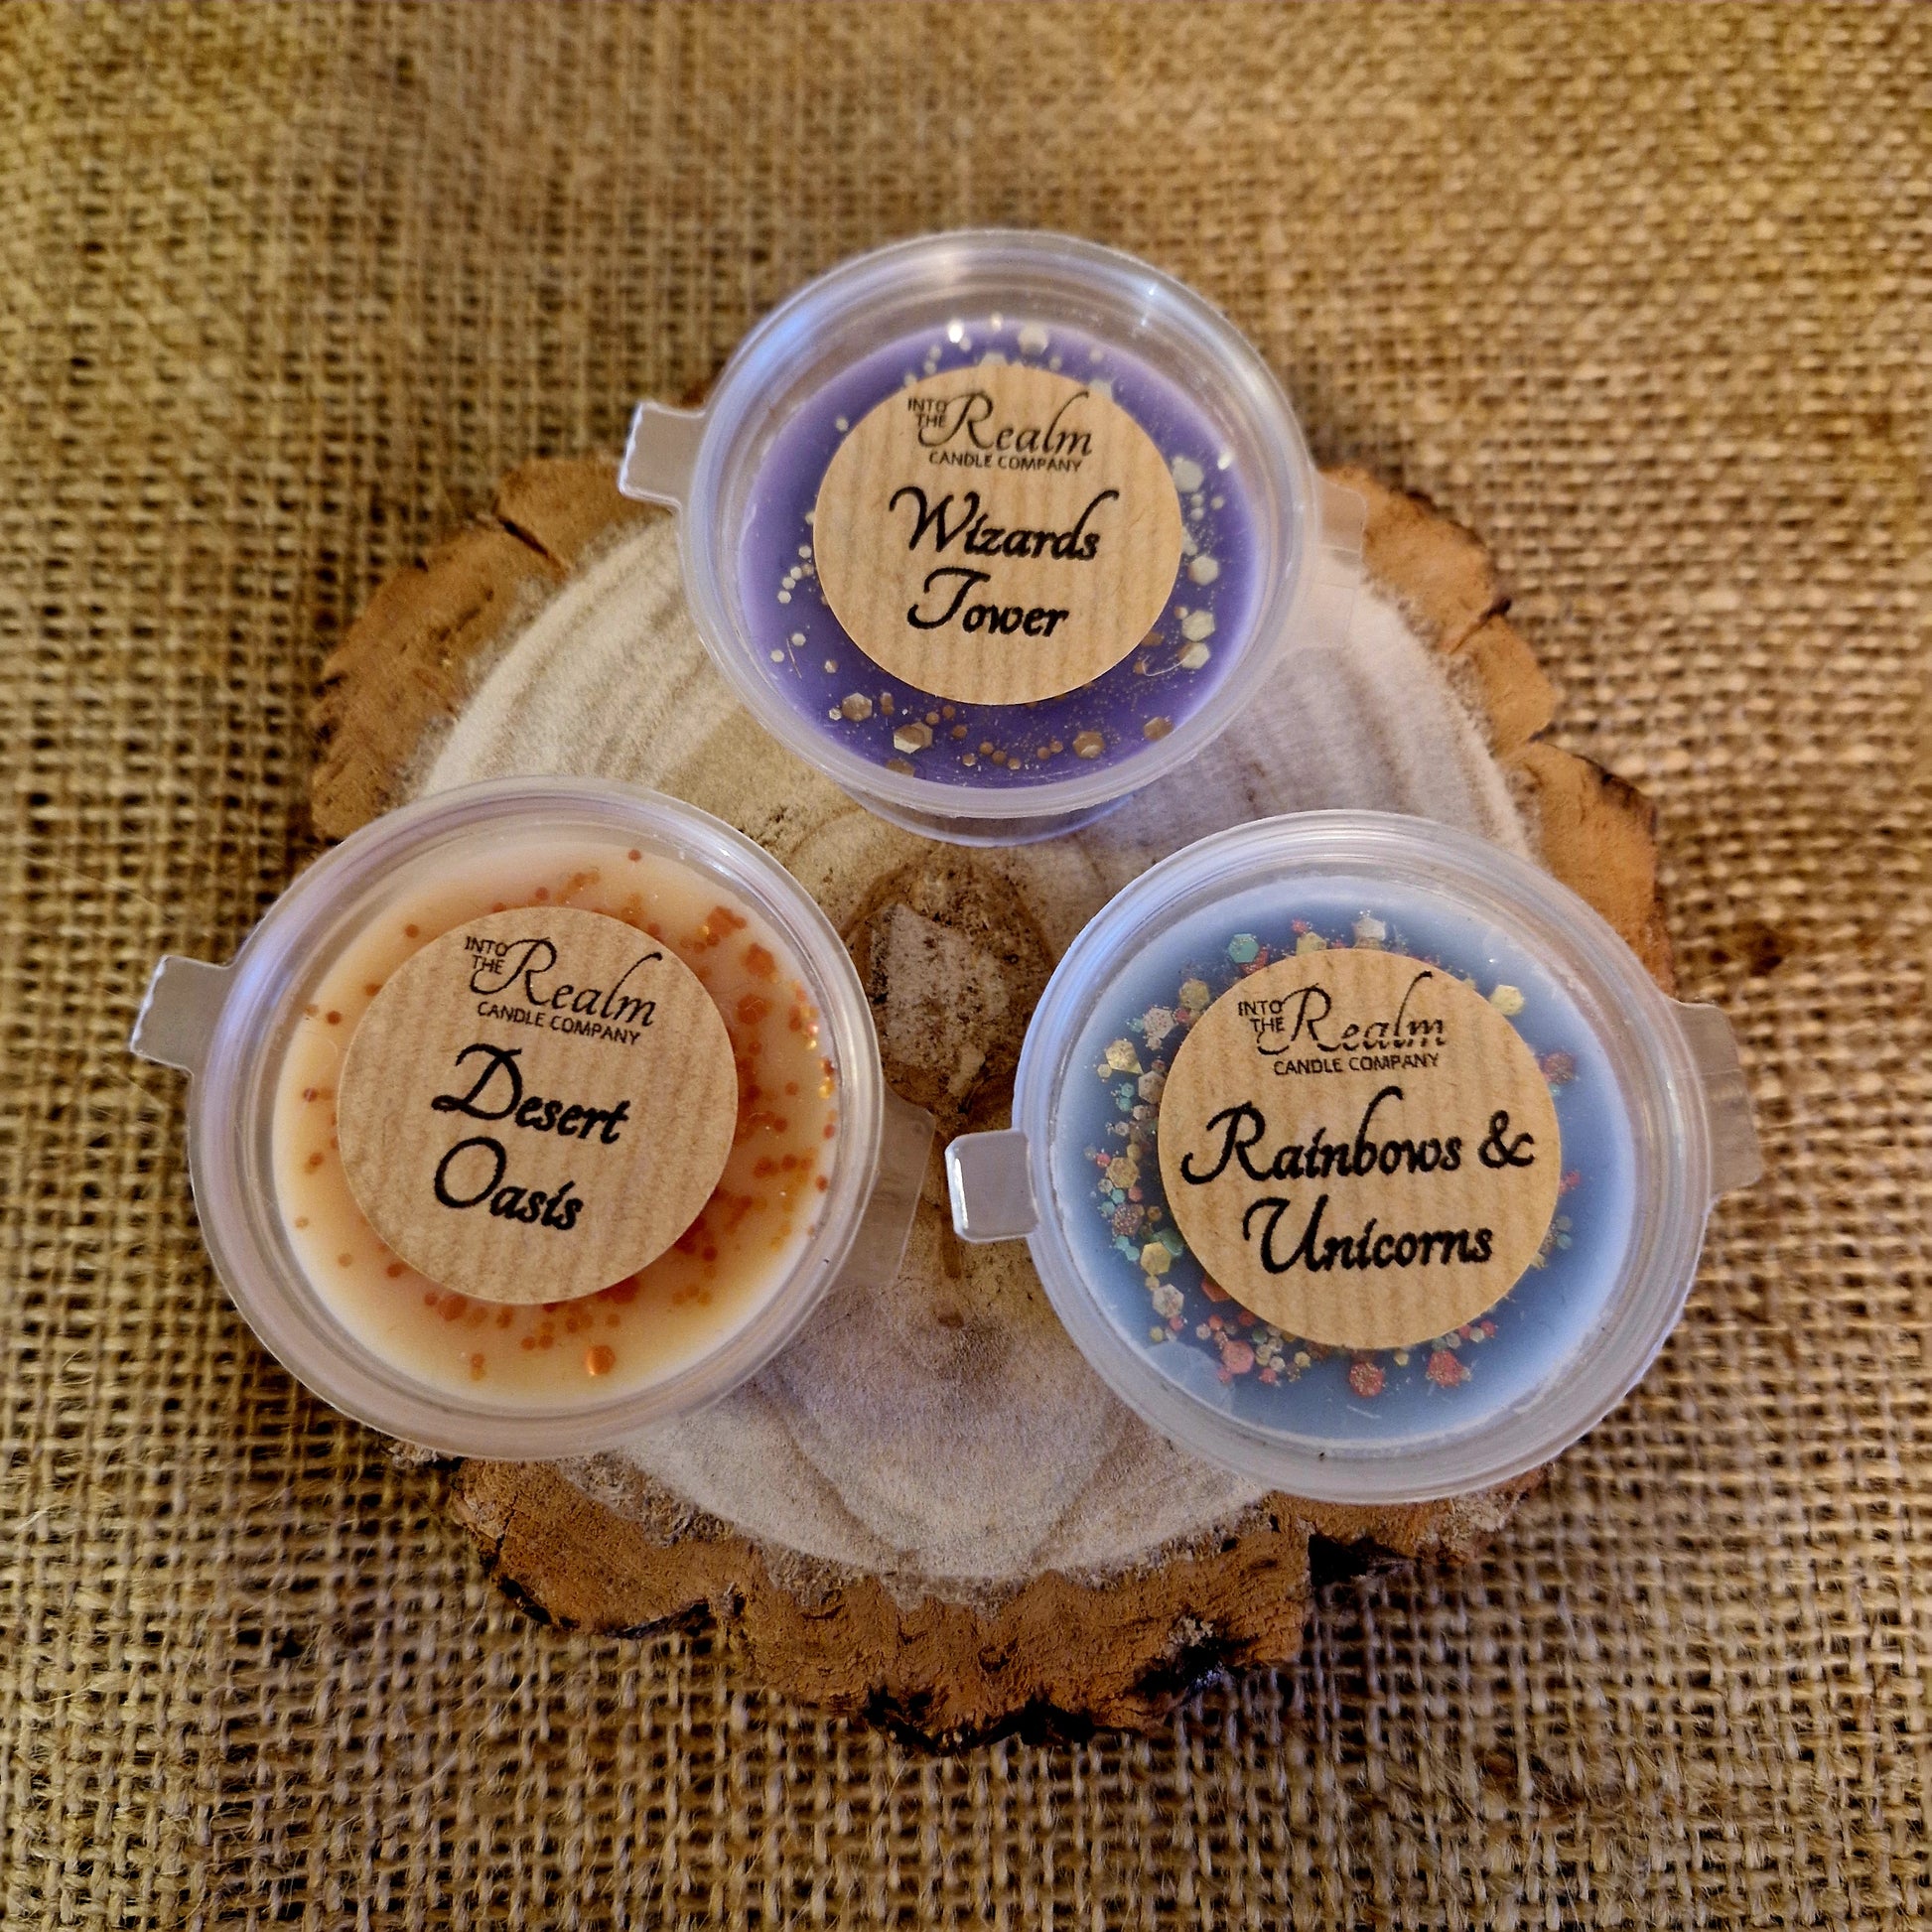 INTO
THE Realm
CANDLE COMPANY
Wizards
Tower
INTO
THE Realm
CANDLE COMPANY
Desert
Oasis
INTO
THE Realm
CANDLE COMPANY
Rainbows &
Unicorns